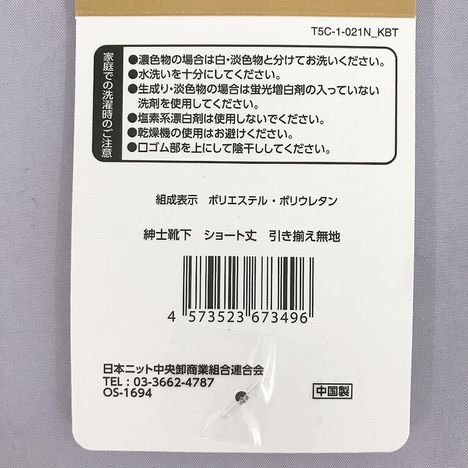 T5C-1-021N_KBT
家庭での洗濯時のご注意
●濃色物の場合は白・淡色物と分けてお洗いください。
●水洗いを十分にしてください。
●生成り・淡色物の場合は蛍光増白剤の入っていない
洗剤を使用してください。
●塩素系漂白剤は使用しないでください。
●乾燥機の使用はお避けください。
●口ゴム部を上にして陰干ししてください。
組成表示 ポリエステル・ポリウレタン
紳士靴下 ショート丈 引き揃え無地
4 573523 673496
日本ニット中央卸商業組合連合会
TEL : 03-3662-4787
OS-1694
中国製